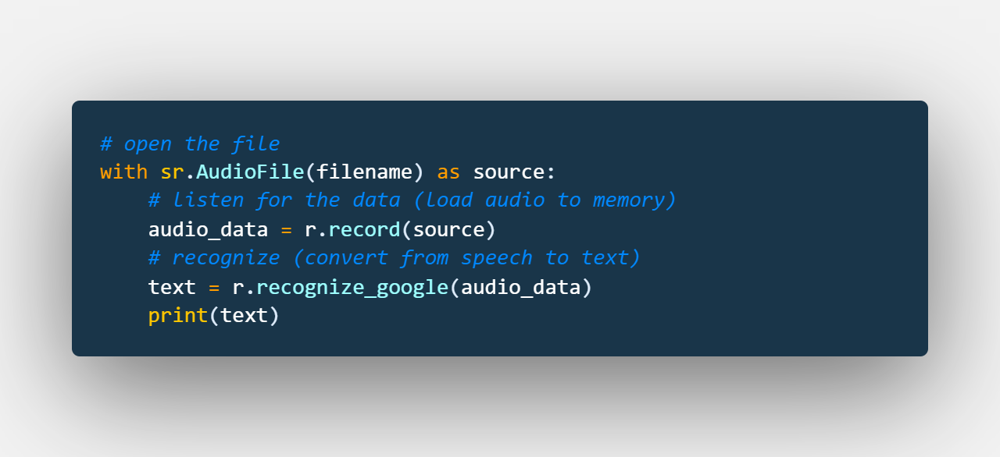 # open the file
with sr.AudioFile(filename) as source:
    # listen for the data (load audio to memory)
    audio_data = r.record(source)
    # recognize (convert from speech to text)
    text = r.recognize_google(audio_data)
    print(text)